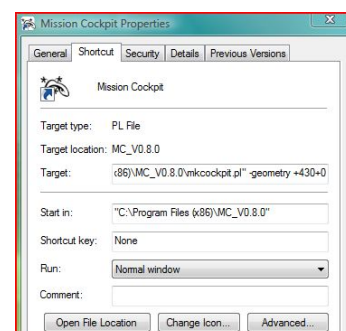 Mission Cockpit Properties
General Shortcut Security Details Previous Versions
Mission Cockpit
Target type: PL File
Target location: MC_V0.8.0
Target: (x86)\MC_V0.8.0\mkcockpit.pl" -geometry +430+0
Start in: "C:\Program Files (x86)\MC_V0.8.0"
Shortcut key: None
Run: Normal window
Comment:
Open File Location Change Icon... Advanced...